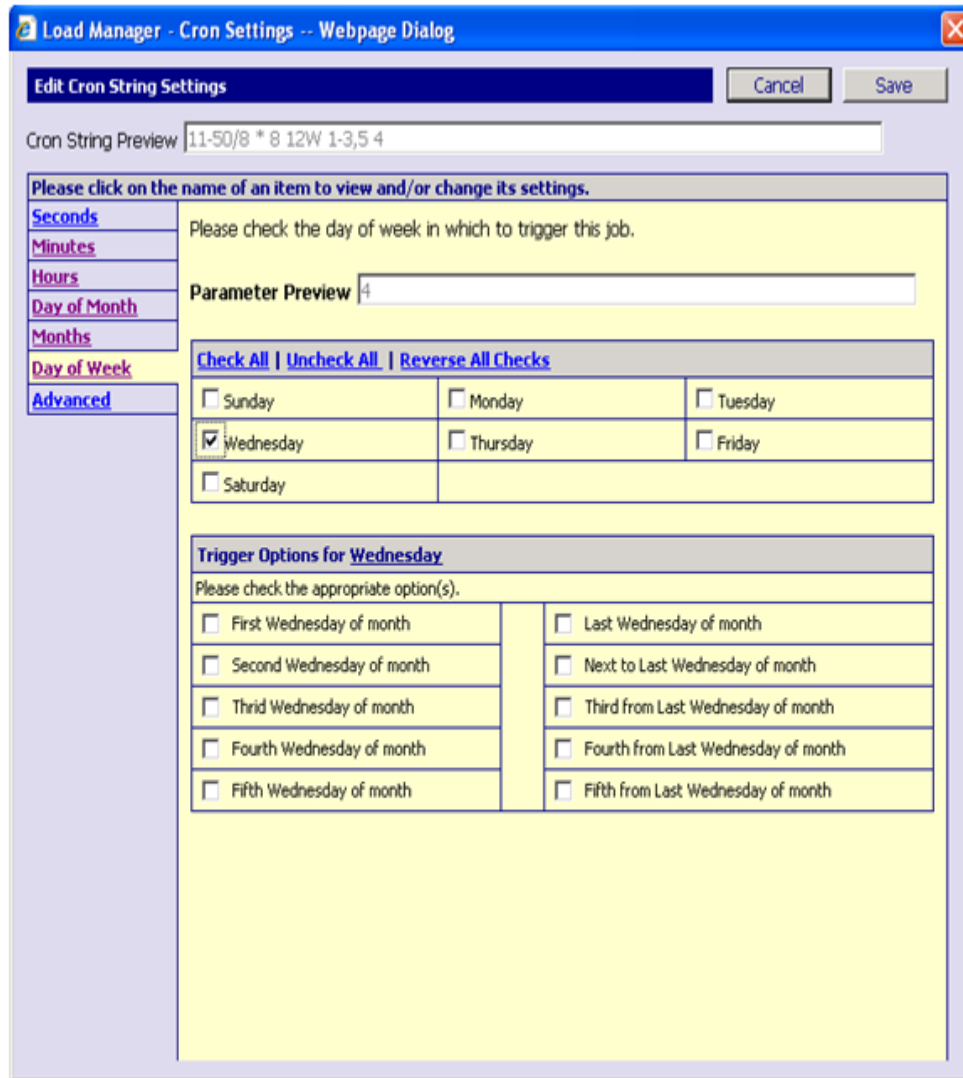 Load Manager - Cron Settings -- Webpage Dialog
Edit Cron String Settings Cancel Save
Cron String Preview 11-50/8 * 8 12W 1-3,5 4
Please click on the name of an item to view and/or change its settings.
Seconds
Minutes
Hours
Day of Month
Months
Day of Week
Advanced
Please check the day of week in which to trigger this job.
Parameter Preview 4
Check All | Uncheck All | Reverse All Checks
Sunday Monday Tuesday
Wednesday Thursday Friday
Saturday
Trigger Options for Wednesday
Please check the appropriate option(s).
First Wednesday of month Last Wednesday of month
Second Wednesday of month Next to Last Wednesday of month
Thrid Wednesday of month Third from Last Wednesday of month
Fourth Wednesday of month Fourth from Last Wednesday of month
Fifth Wednesday of month Fifth from Last Wednesday of month